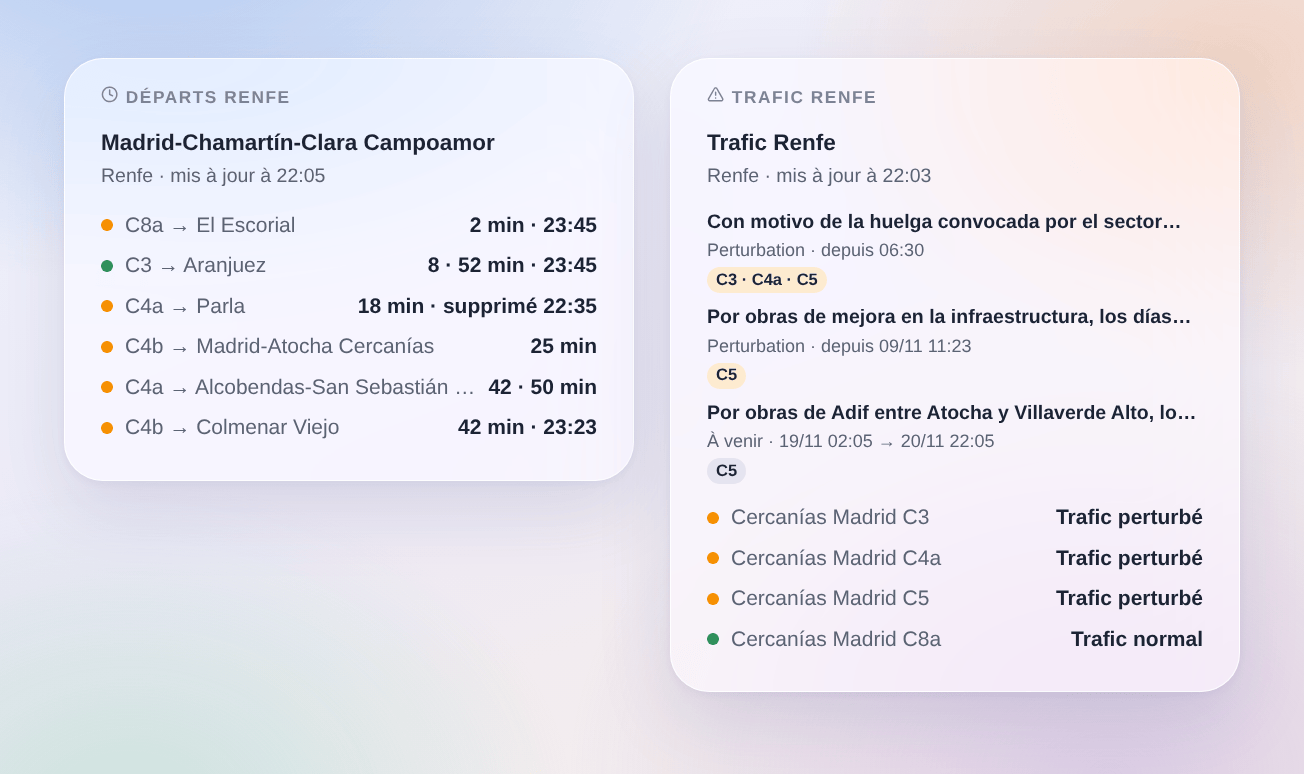 DÉPARTS RENFE
Madrid-Chamartín-Clara Campoamor
Renfe · mis à jour à 22:05
C8a → El Escorial 2 min · 23:45
C3 → Aranjuez 8 · 52 min · 23:45
C4a → Parla 18 min · supprimé 22:35
C4b → Madrid-Atocha Cercanías 25 min
C4a → Alcobendas-San Sebastián … 42 · 50 min
C4b → Colmenar Viejo 42 min · 23:23
TRAFIC RENFE
Trafic Renfe
Renfe · mis à jour à 22:03
Con motivo de la huelga convocada por el sector…
Perturbation · depuis 06:30
C3 · C4a · C5
Por obras de mejora en la infraestructura, los días…
Perturbation · depuis 09/11 11:23
C5
Por obras de Adif entre Atocha y Villaverde Alto, lo…
À venir · 19/11 02:05 → 20/11 22:05
C5
Cercanías Madrid C3 Trafic perturbé
Cercanías Madrid C4a Trafic perturbé
Cercanías Madrid C5 Trafic perturbé
Cercanías Madrid C8a Trafic normal